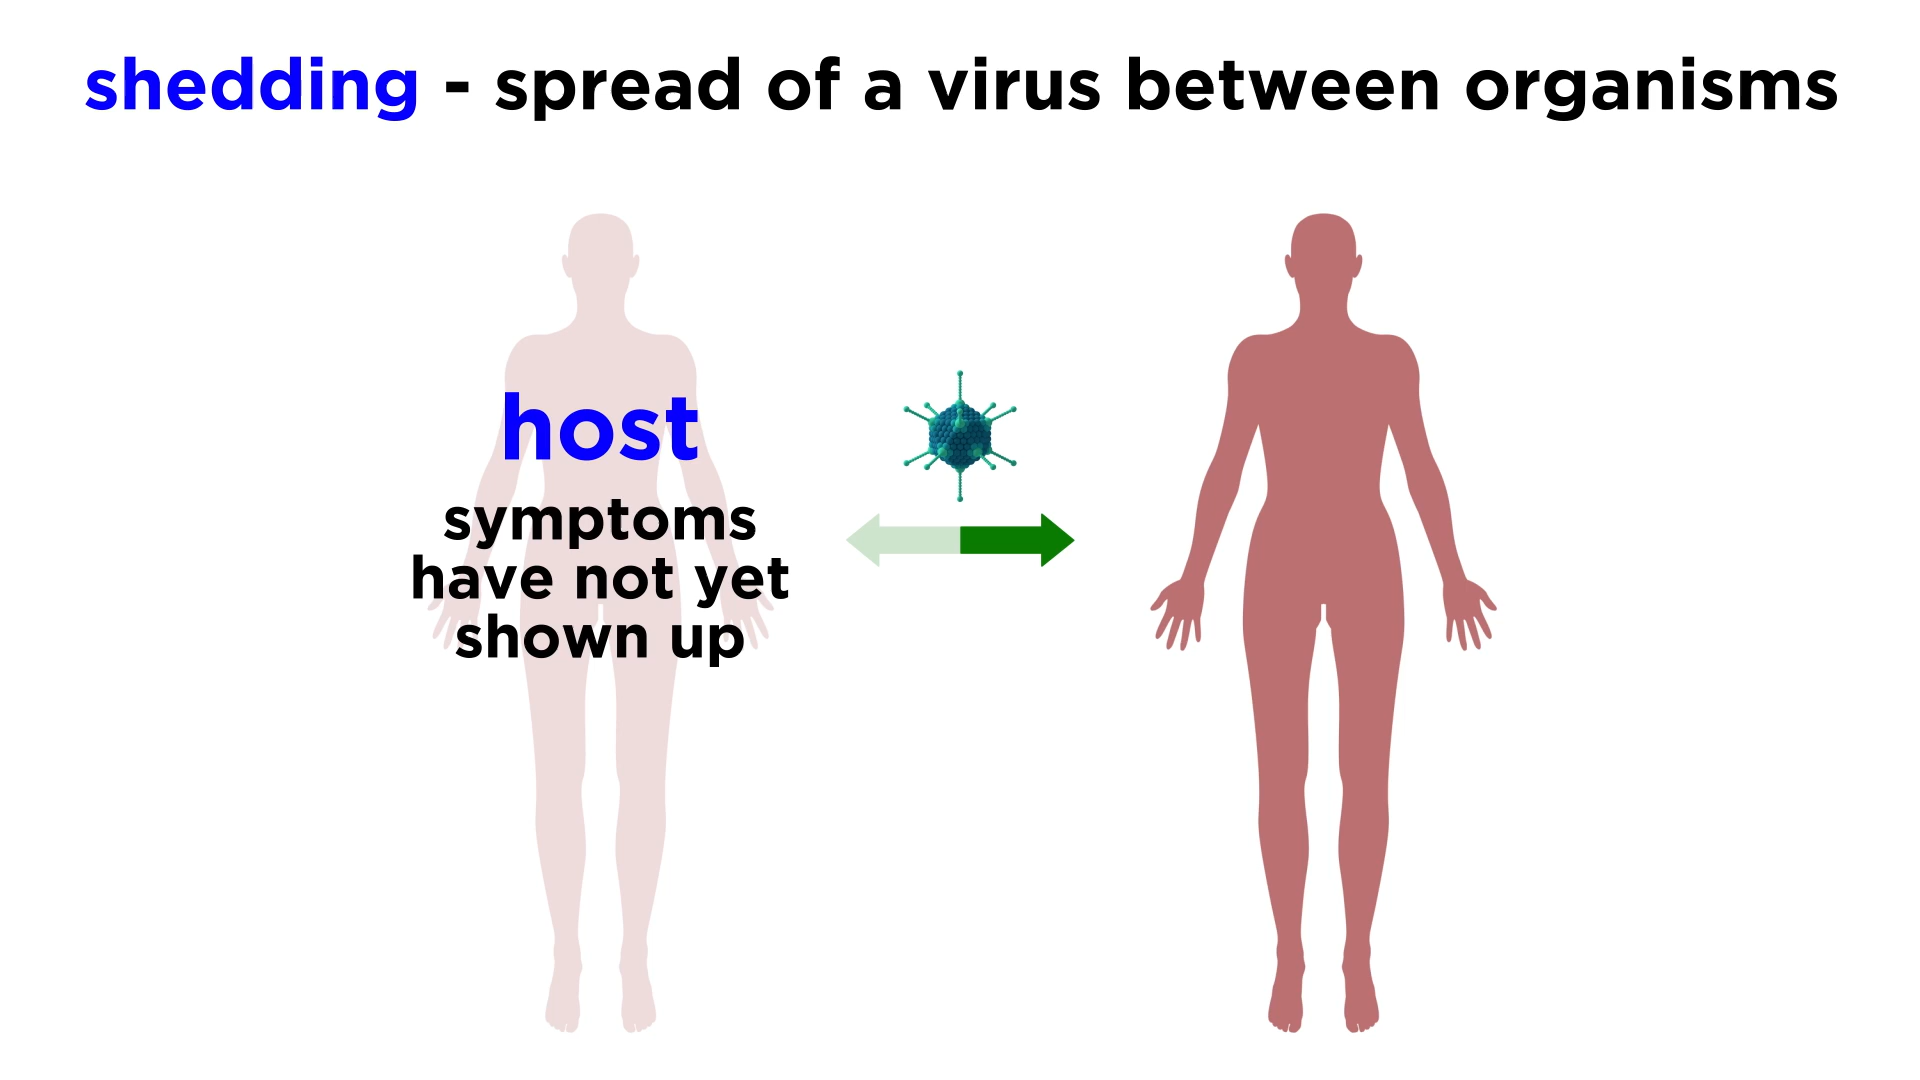 shedding - spread of a virus between organisms
host
symptoms
have not yet
shown up